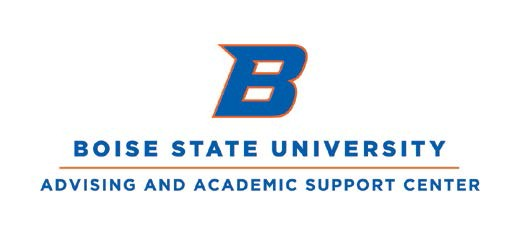 B
BOISE STATE UNIVERSITY
ADVISING AND ACADEMIC SUPPORT CENTER